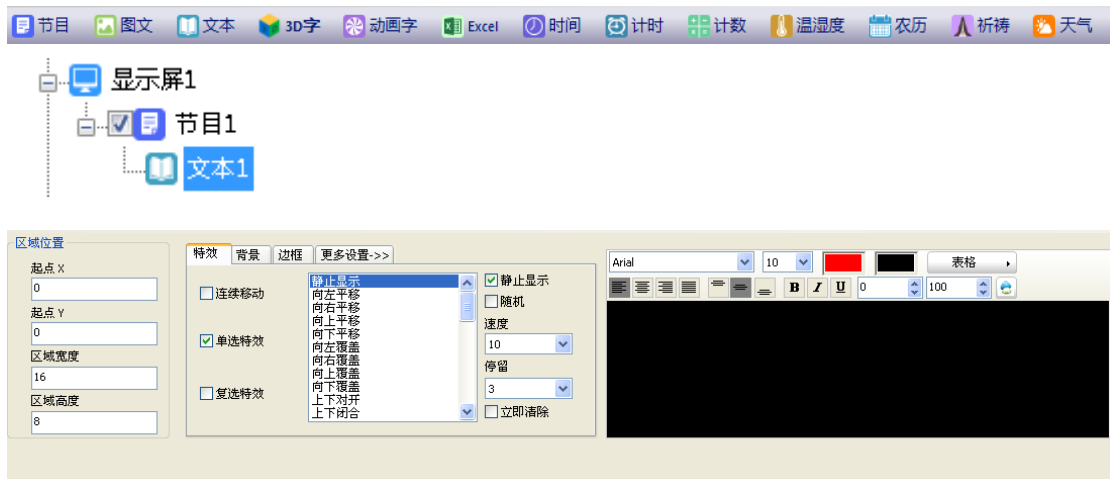 节目 图文 文本 3D字 动画字 Excel 时间 计时 计数 温湿度 农历 祈祷 天气
显示屏1
节目1
文本1
区域位置
起点 X
0
起点 Y
0
区域宽度
16
区域高度
8
特效 背景 边框 更多设置->>
连续移动
单选特效
复选特效
静止显示
向左平移
向右平移
向上平移
向下平移
向左覆盖
向右覆盖
向上覆盖
向下覆盖
上下对开
上下闭合
静止显示
随机
速度
10
停留
3
立即清除
Arial 10 表格
B I U 0 100